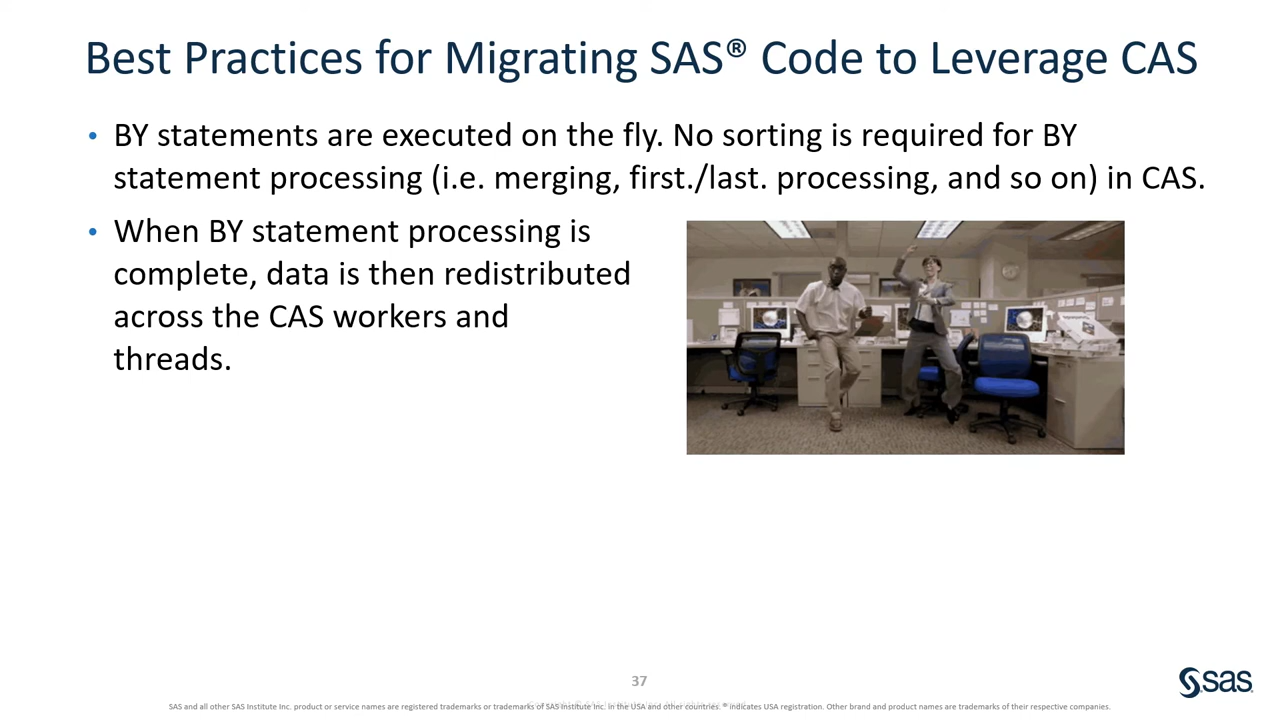 Best Practices for Migrating SAS® Code to Leverage CAS
• BY statements are executed on the fly. No sorting is required for BY
statement processing (i.e. merging, first./last. processing, and so on) in CAS.
• When BY statement processing is
complete, data is then redistributed
across the CAS workers and
threads.
37
sas
SAS and all other SAS Institute Inc. product or service names are registered trademarks or trademarks of SAS Institute Inc. in the USA and other countries. ® indicates USA registration. Other brand and product names are trademarks of their respective companies.